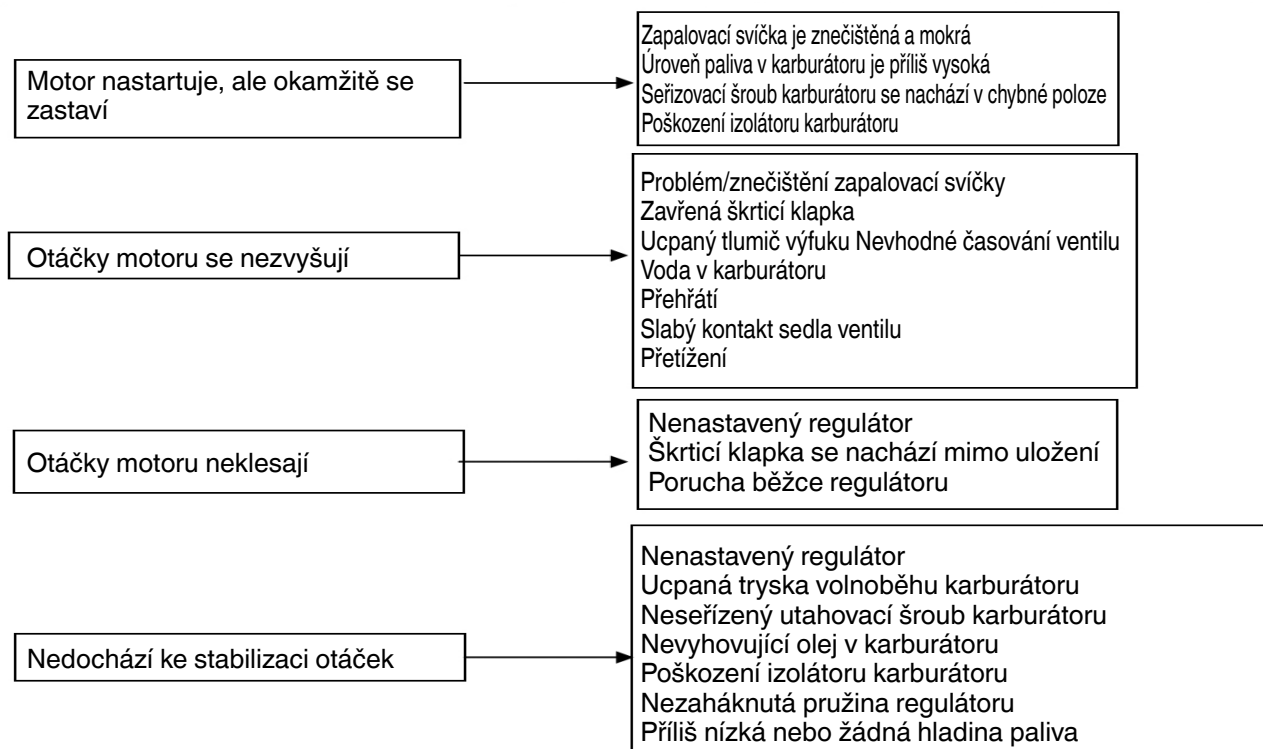 Motor nastartuje, ale okamžitě se
zastaví
Zapalovací svíčka je znečištěná a mokrá
Úroveň paliva v karburátoru je příliš vysoká
Seřizovací šroub karburátoru se nachází v chybné poloze
Poškození izolátoru karburátoru
Otáčky motoru se nezvyšují
Problém/znečištění zapalovací svíčky
Zavřená škrticí klapka
Ucpaný tlumič výfuku Nevhodné časování ventilu
Voda v karburátoru
Přehřátí
Slabý kontakt sedla ventilu
Přetížení
Otáčky motoru neklesají
Nenastavený regulátor
Škrticí klapka se nachází mimo uložení
Porucha běžce regulátoru
Nedochází ke stabilizaci otáček
Nenastavený regulátor
Ucpaná tryska volnoběhu karburátoru
Neseřízený utahovací šroub karburátoru
Nevyhovující olej v karburátoru
Poškození izolátoru karburátoru
Nezaháknutá pružina regulátoru
Příliš nízká nebo žádná hladina paliva